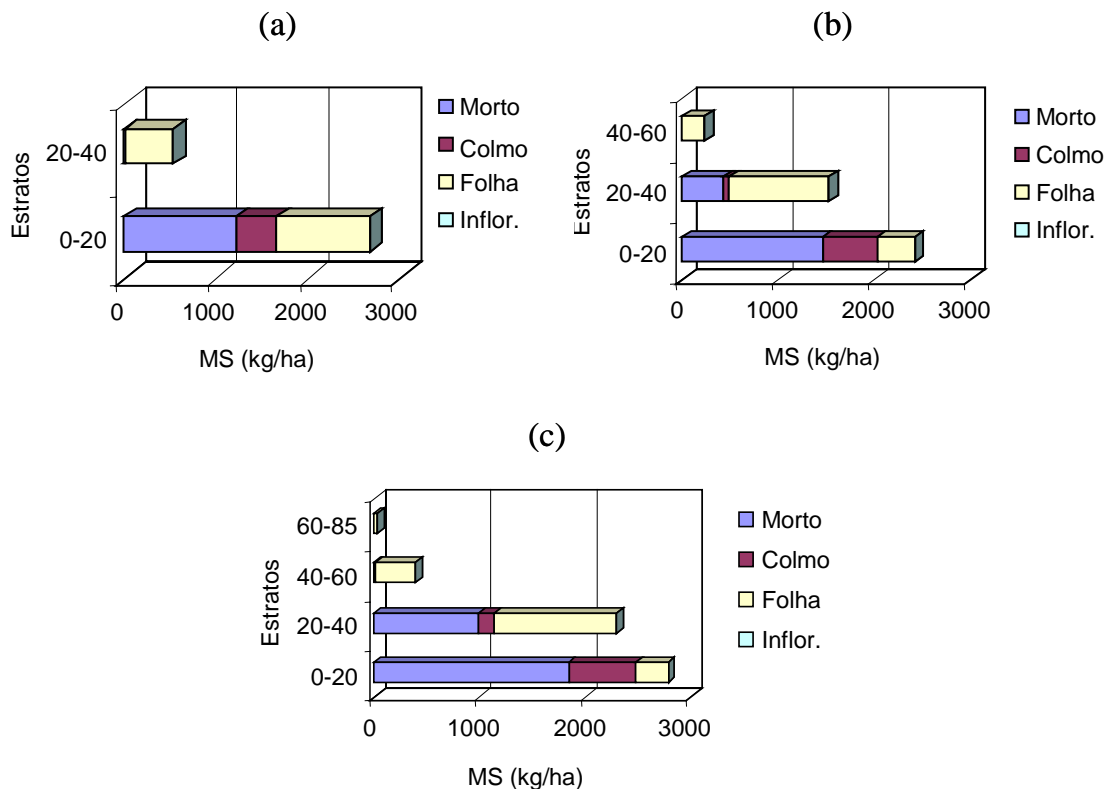 (a)
Estratos
20-40
0-20
0
1000
2000
3000
MS (kg/ha)
Morto
Colmo
Folha
Inflor.
(b)
Estratos
40-60
20-40
0-20
0
1000
2000
3000
MS (kg/ha)
Morto
Colmo
Folha
Inflor.
(c)
Estratos
60-85
40-60
20-40
0-20
0
1000
2000
3000
MS (kg/ha)
Morto
Colmo
Folha
Inflor.